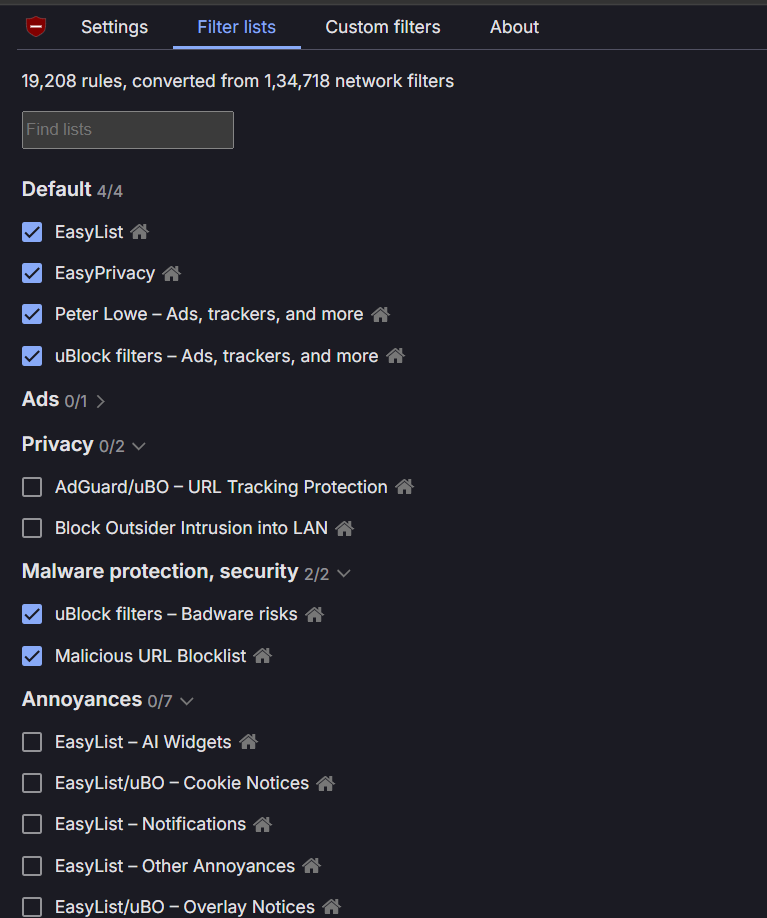 Settings Filter lists Custom filters About
19,208 rules, converted from 1,34,718 network filters
Find lists
Default 4/4
EasyList
EasyPrivacy
Peter Lowe – Ads, trackers, and more
uBlock filters – Ads, trackers, and more
Ads 0/1
Privacy 0/2
AdGuard/uBO – URL Tracking Protection
Block Outsider Intrusion into LAN
Malware protection, security 2/2
uBlock filters – Badware risks
Malicious URL Blocklist
Annoyances 0/7
EasyList – AI Widgets
EasyList/uBO – Cookie Notices
EasyList – Notifications
EasyList – Other Annoyances
EasyList/uBO – Overlay Notices